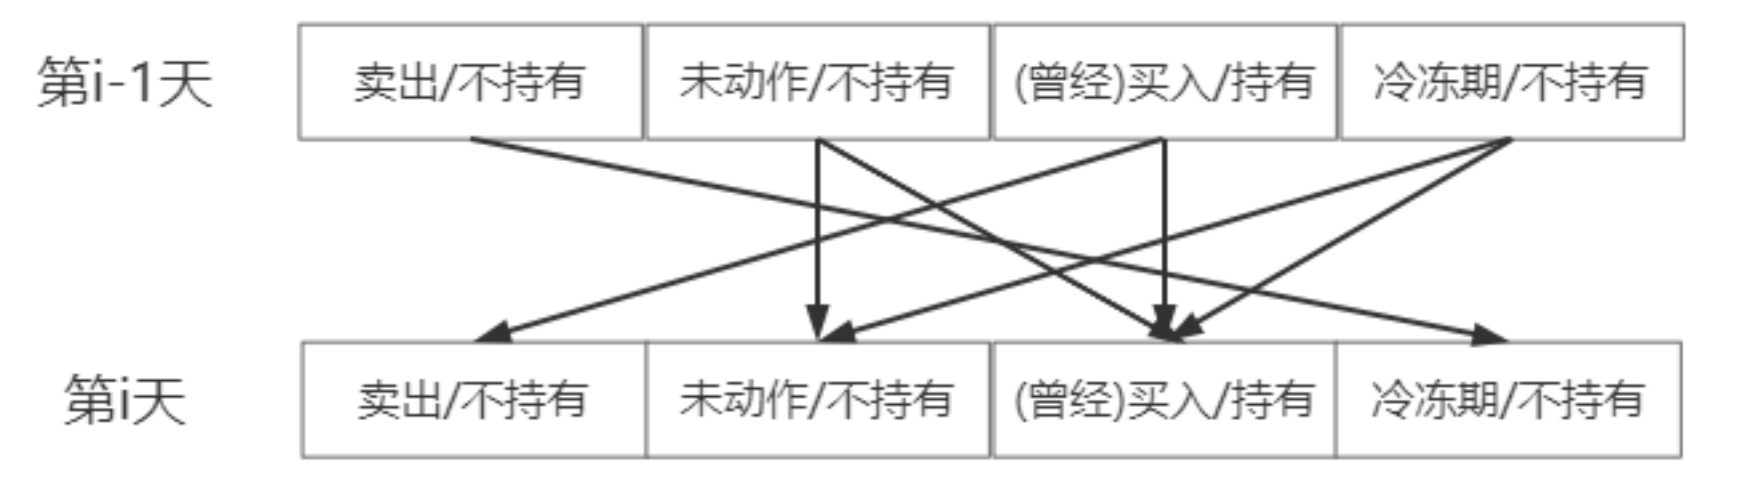 第i-1天 卖出/不持有 未动作/不持有 (曾经)买入/持有 冷冻期/不持有
第i天 卖出/不持有 未动作/不持有 (曾经)买入/持有 冷冻期/不持有